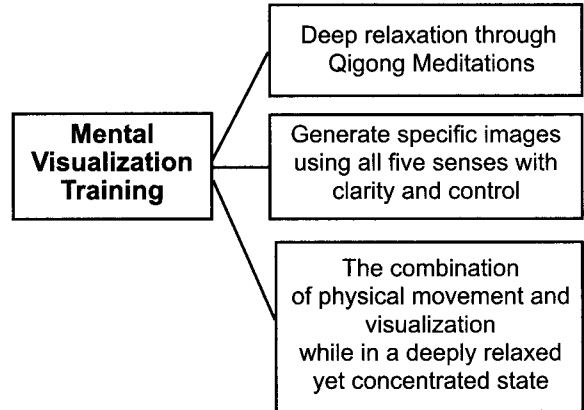 Deep relaxation through
Qigong Meditations
Mental
Visualization
Training
Generate specific images
using all five senses with
clarity and control
The combination
of physical movement and
visualization
while in a deeply relaxed
yet concentrated state